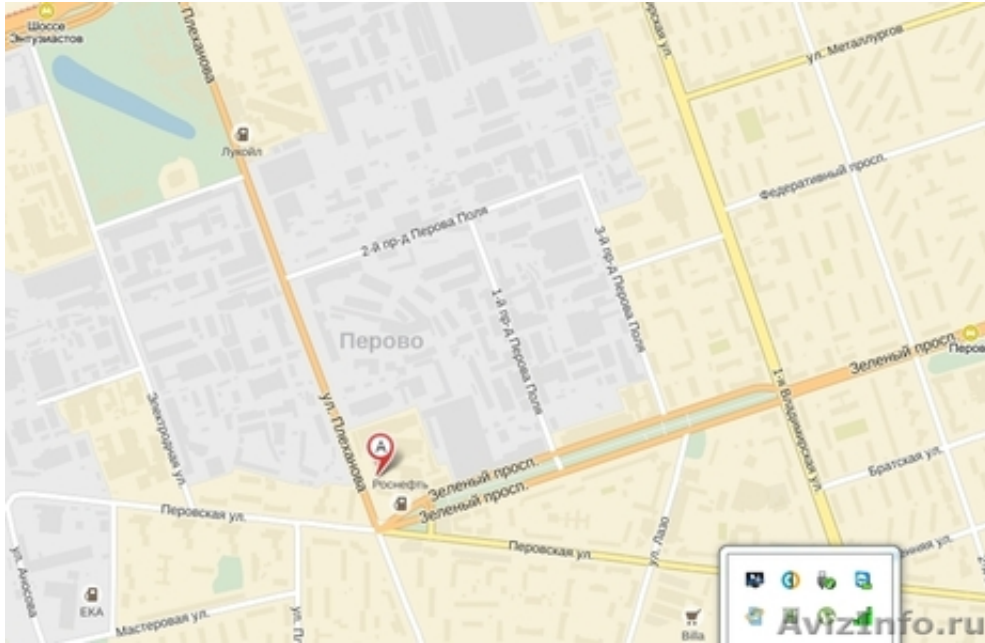 Шоссе
Энтузиастов
Плеханова
ул. Металлургов
Лукойл
Федеративный просп.
2-й пр-д Перова Поля
3-й пр-д Перова Поля
1-й пр-д Перова Поля
Перово
Зеленый просп.
1-я Владимирская ул.
Электродная ул.
ул. Плеханова
A
Роснефть
Зеленый просп.
Зеленый просп.
Братская ул.
Перовская ул.
Перовская ул.
ул. Лазо
ул. Аносова
ЕКА
Мастеровая ул.
Billa
AvizInfo.ru